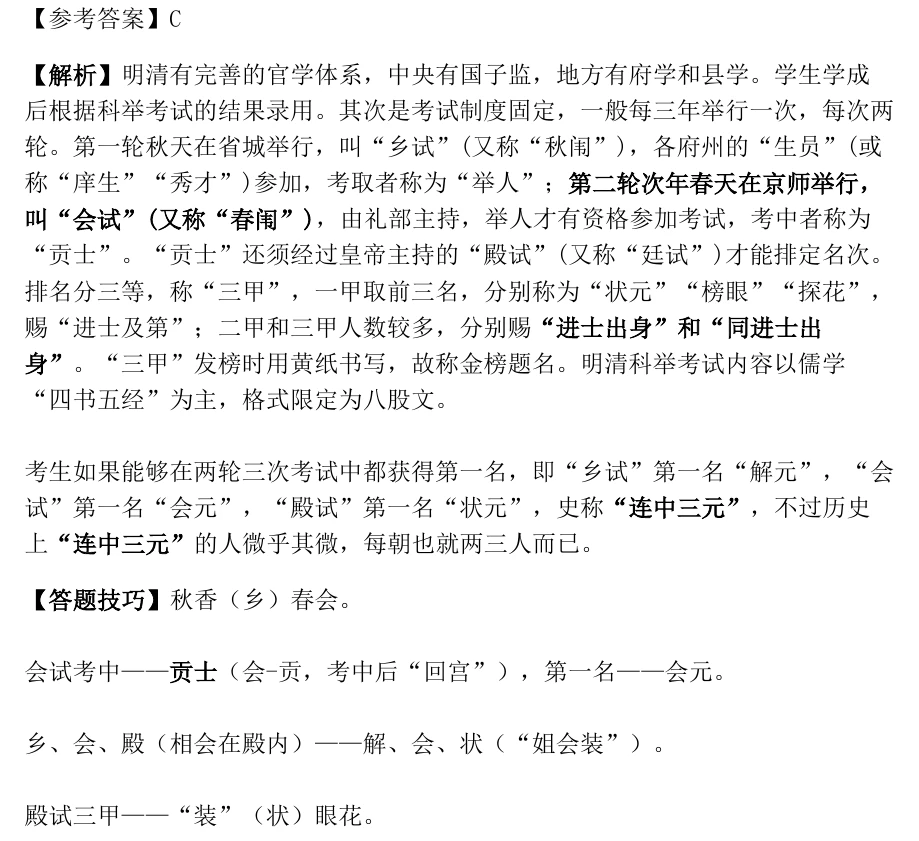 【参考答案】C
【解析】明清有完善的官学体系，中央有国子监，地方有府学和县学。学生学成
后根据科举考试的结果录用。其次是考试制度固定，一般每三年举行一次，每次两
轮。第一轮秋天在省城举行，叫“乡试”(又称“秋闱”)，各府州的“生员”(或
称“庠生”“秀才”)参加，考取者称为“举人”；第二轮次年春天在京师举行，
叫“会试”(又称“春闱”)，由礼部主持，举人才有资格参加考试，考中者称为
“贡士”。“贡士”还须经过皇帝主持的“殿试”(又称“廷试”)才能排定名次。
排名分三等，称“三甲”，一甲取前三名，分别称为“状元”“榜眼”“探花”，
赐“进士及第”；二甲和三甲人数较多，分别赐“进士出身”和“同进士出
身”。“三甲”发榜时用黄纸书写，故称金榜题名。明清科举考试内容以儒学
“四书五经”为主，格式限定为八股文。
考生如果能够在两轮三次考试中都获得第一名，即“乡试”第一名“解元”，“会
试”第一名“会元”，“殿试”第一名“状元”，史称“连中三元”，不过历史
上“连中三元”的人微乎其微，每朝也就两三人而已。
【答题技巧】秋香（乡）春会。
会试考中——贡士（会-贡，考中后“回宫”），第一名——会元。
乡、会、殿（相会在殿内）——解、会、状（“姐会装”）。
殿试三甲——“装”（状）眼花。